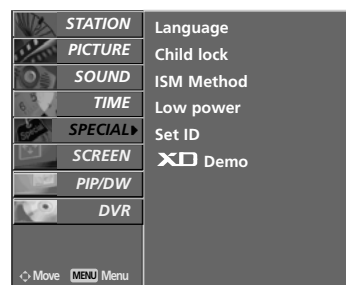 STATION
PICTURE
SOUND
TIME
SPECIAL
SCREEN
PIP/DW
DVR
Move MENU Menu
Language
Child lock
ISM Method
Low power
Set ID
XD Demo